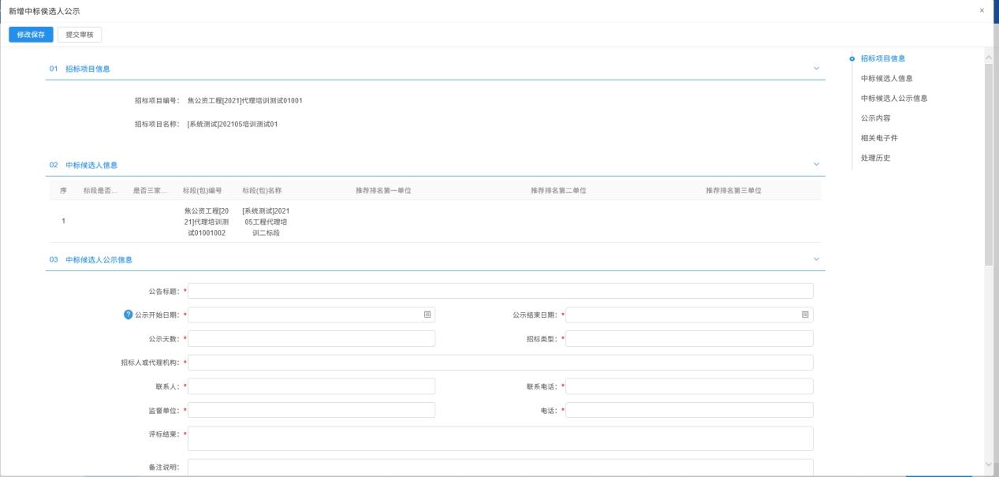 新增中标侯选人公示
×
修改保存
提交审核
01 招标项目信息
招标项目编号： 焦公资工程[2021]代理培训测试01001
招标项目名称： [系统测试]202105培训测试01
02 中标候选人信息
序 标段是否... 是否三家... 标段(包)编号 标段(包)名称 推荐排名第一单位 推荐排名第二单位 推荐排名第三单位
1
焦公资工程[20
21]代理培训测
试01001002
[系统测试]2021
05工程代理培
训二标段
03 中标候选人公示信息
公告标题：*
? 公示开始日期：*
公示结束日期：*
公示天数：*
招标类型：*
招标人或代理机构：*
联系人：*
联系电话：*
监督单位：*
电话：*
评标结果：*
备注说明：
招标项目信息
中标候选人信息
中标候选人公示信息
公示内容
相关电子件
处理历史